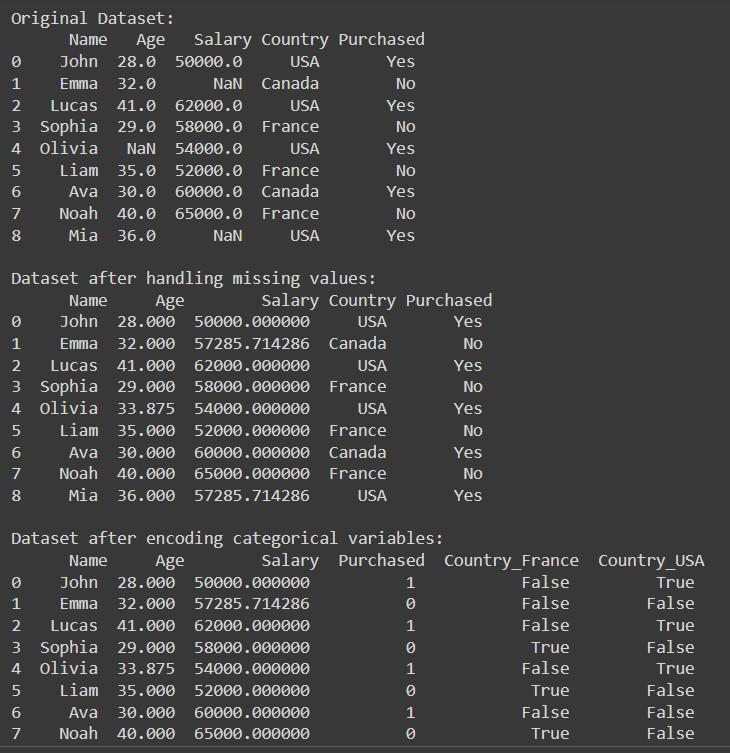 Original Dataset:
      Name   Age   Salary Country Purchased
0     John  28.0  50000.0     USA       Yes
1     Emma  32.0      NaN  Canada        No
2    Lucas  41.0  62000.0     USA       Yes
3   Sophia  29.0  58000.0  France        No
4  Olivia   NaN  54000.0     USA       Yes
5     Liam  35.0  52000.0  France        No
6      Ava  30.0  60000.0  Canada       Yes
7     Noah  40.0  65000.0  France        No
8      Mia  36.0      NaN     USA       Yes

Dataset after handling missing values:
      Name     Age        Salary Country Purchased
0     John  28.000  50000.000000     USA       Yes
1     Emma  32.000  57285.714286  Canada        No
2    Lucas  41.000  62000.000000     USA       Yes
3   Sophia  29.000  58000.000000  France        No
4  Olivia  33.875  54000.000000     USA       Yes
5     Liam  35.000  52000.000000  France        No
6      Ava  30.000  60000.000000  Canada       Yes
7     Noah  40.000  65000.000000  France        No
8      Mia  36.000  57285.714286     USA       Yes

Dataset after encoding categorical variables:
      Name     Age        Salary  Purchased  Country_France  Country_USA
0     John  28.000  50000.000000          1           False         True
1     Emma  32.000  57285.714286          0           False        False
2    Lucas  41.000  62000.000000          1           False         True
3   Sophia  29.000  58000.000000          0            True        False
4  Olivia  33.875  54000.000000          1           False         True
5     Liam  35.000  52000.000000          0            True        False
6      Ava  30.000  60000.000000          1           False        False
7     Noah  40.000  65000.000000          0            True        False